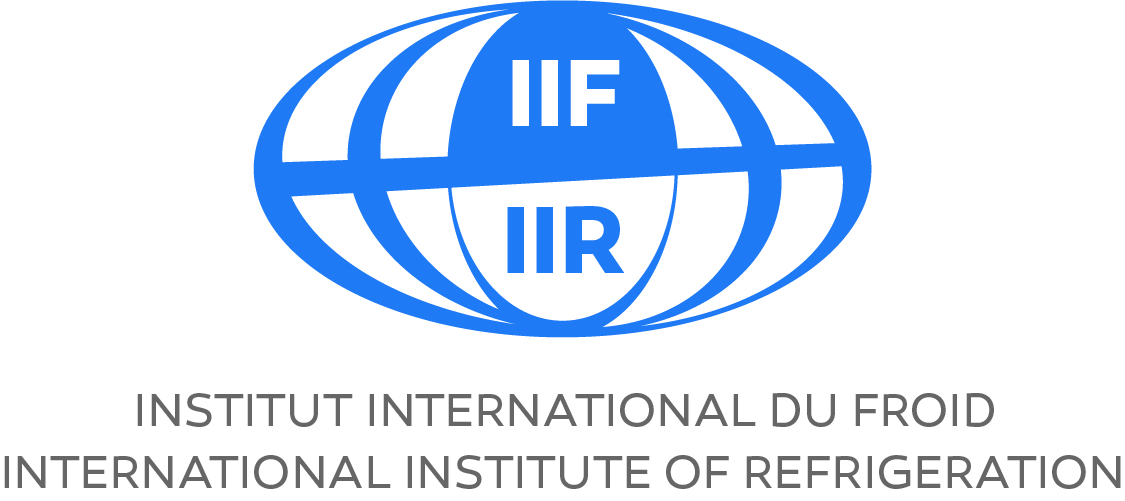 IIF
IIR
INSTITUT INTERNATIONAL DU FROID
INTERNATIONAL INSTITUTE OF REFRIGERATION